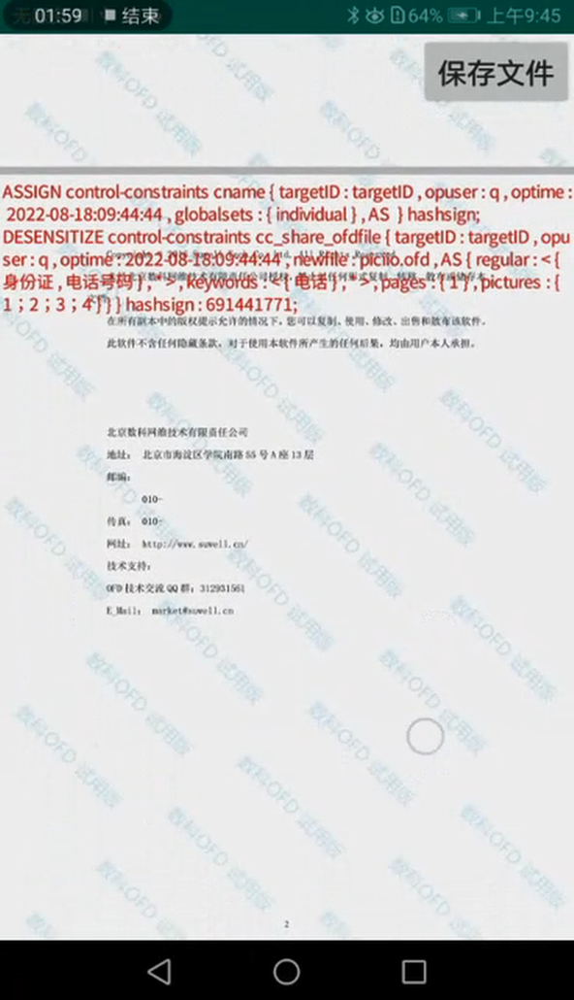 01:59 结束 64% 上午9:45
保存文件
ASSIGN control-constraints cname { targetID : targetID , opuser : q , optime :
2022-08-18:09:44:44 , globalsets : { individual } , AS } hashsign;
DESENSITIZE control-constraints cc_share_ofdfile { targetID : targetID , opu
ser : q , optime : 2022-08-18:09:44:44 , newfile : piciio.ofd , AS { regular : < {
身份证 , 电话号码 } , '' > , keywords : < { 电话 } , '' > , pages : { 1 } , pictures : {
1 ; 2 ; 3 ; 4 } } } hashsign : 691441771;
在所有副本中的版权提示允许的情况下，您可以复制、使用、修改、出售和散布该软件。
此软件不含任何隐藏条款，对于使用本软件所产生的任何后果，均由用户本人承担。
北京数科网维技术有限责任公司
地址： 北京市海淀区学院南路 55 号 A 座 13 层
邮编：
010-
传真： 010-
网址： http://www.suwell.cn/
技术支持：
OFD 技术交流 QQ 群：312931561
E_Mail： market@suwell.cn
数科OFD 试用版
2